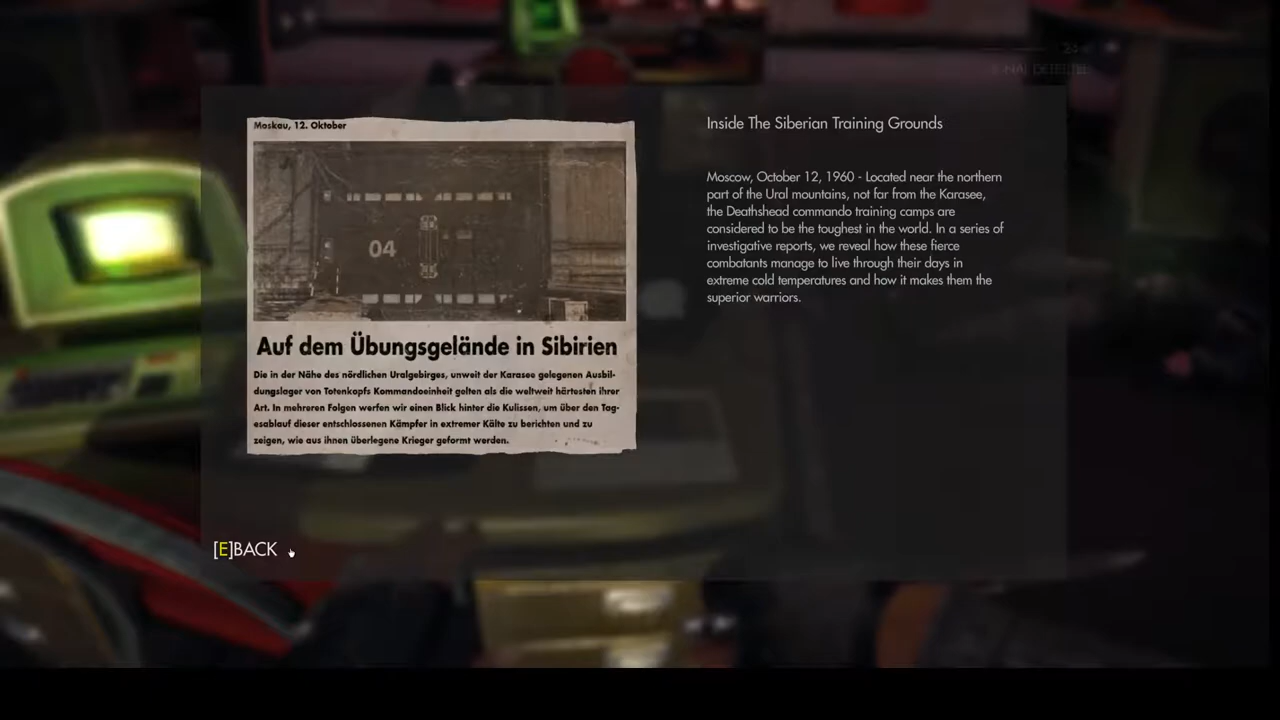 Moskau, 12. Oktober
04
Auf dem Übungsgelände in Sibirien
Die in der Nähe des nördlichen Uralgebirges, unweit der Karasee gelegenen Ausbil-
dungslager von Totenkopfs Kommandoeinheit gelten als die weltweit härtesten ihrer
Art. In mehreren Folgen werfen wir einen Blick hinter die Kulissen, um über den Tag-
esablauf dieser entschlossenen Kämpfer in extremer Kälte zu berichten und zu
zeigen, wie aus ihnen überlegene Krieger geformt werden.
Inside The Siberian Training Grounds
Moscow, October 12, 1960 - Located near the northern
part of the Ural mountains, not far from the Karasee,
the Deathshead commando training camps are
considered to be the toughest in the world. In a series of
investigative reports, we reveal how these fierce
combatants manage to live through their days in
extreme cold temperatures and how it makes them the
superior warriors.
[E]BACK